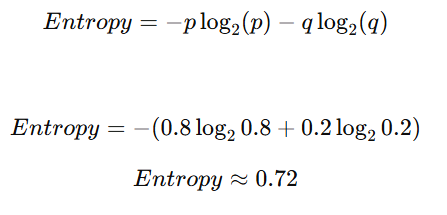 Entropy = −p log₂(p) − q log₂(q)
Entropy = −(0.8 log₂ 0.8 + 0.2 log₂ 0.2)
Entropy ≈ 0.72